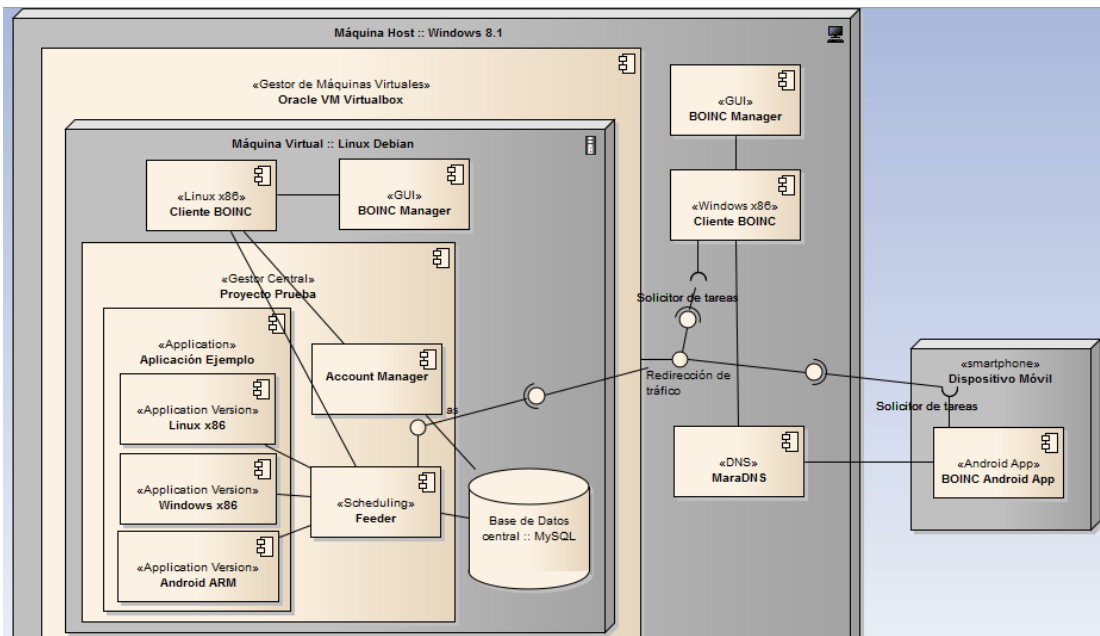 Máquina Host :: Windows 8.1
«Gestor de Máquinas Virtuales»
Oracle VM Virtualbox
Máquina Virtual :: Linux Debian
«Linux x86»
Cliente BOINC
«GUI»
BOINC Manager
«Gestor Central»
Proyecto Prueba
«Application»
Aplicación Ejemplo
«Application Version»
Linux x86
«Application Version»
Windows x86
«Application Version»
Android ARM
Account Manager
as
«Scheduling»
Feeder
Base de Datos
central :: MySQL
«GUI»
BOINC Manager
«Windows x86»
Cliente BOINC
Solicitor de tareas
Redirección de
tráfico
«DNS»
MaraDNS
«smartphone»
Dispositivo Móvil
Solicitor de tareas
«Android App»
BOINC Android App